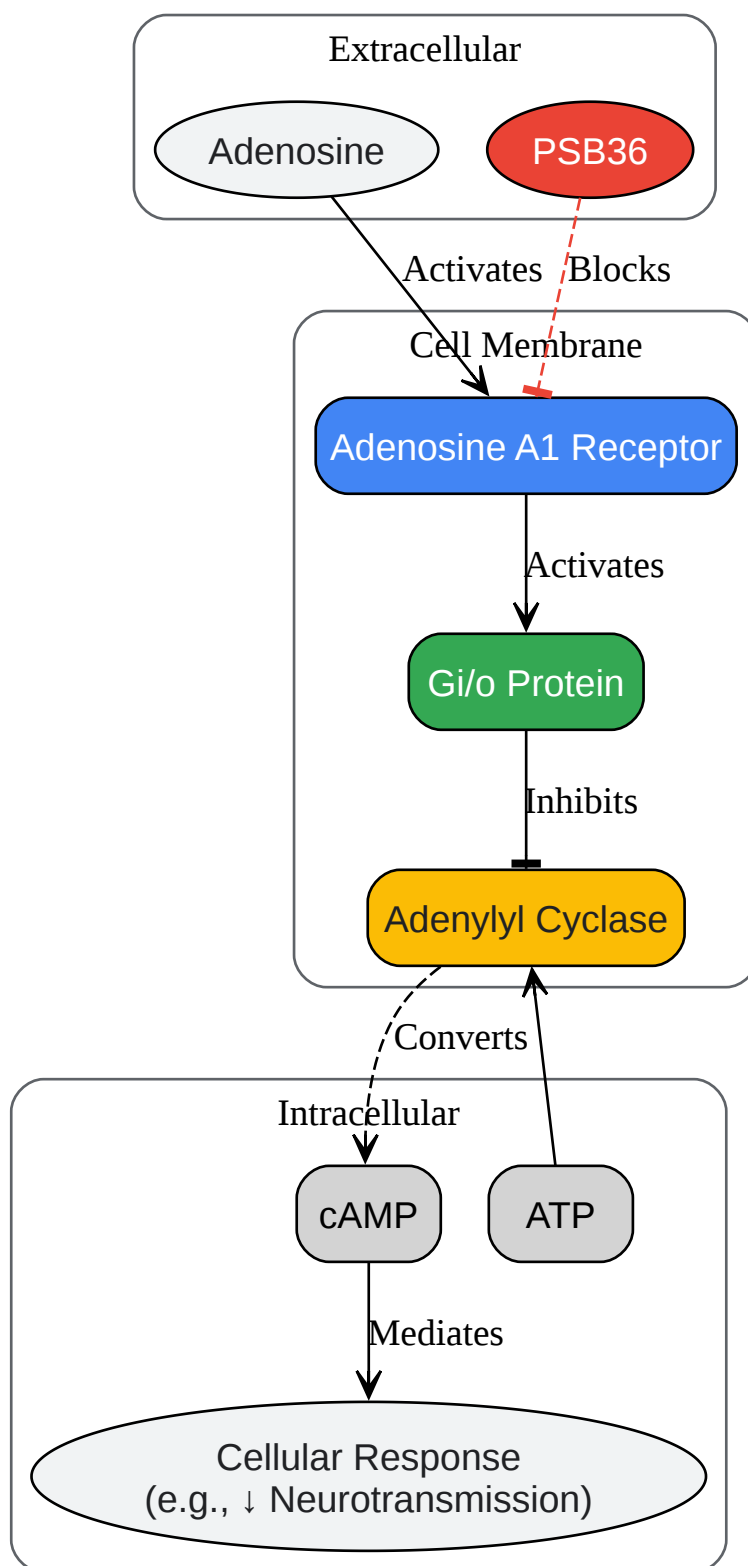 Extracellular
Adenosine
PSB36
Activates
Blocks
Cell Membrane
Adenosine A1 Receptor
Activates
Gi/o Protein
Inhibits
Adenylyl Cyclase
Converts
Intracellular
cAMP
ATP
Mediates
Cellular Response
(e.g., ↓ Neurotransmission)